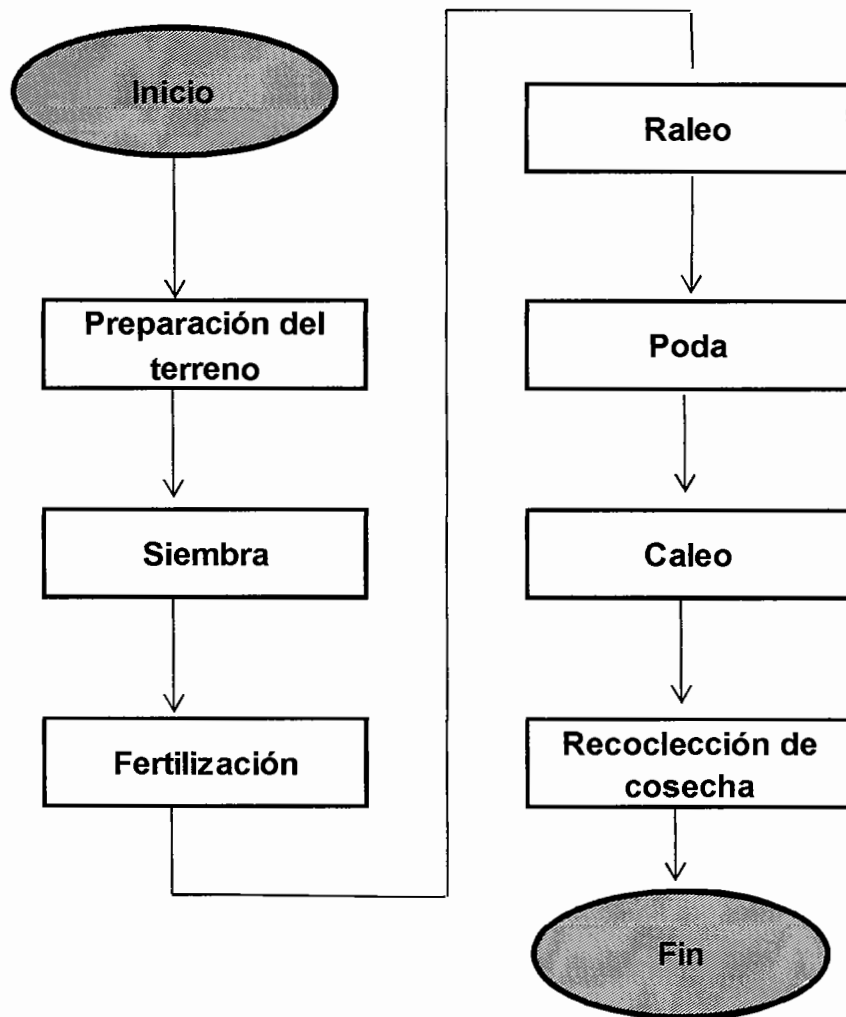 Inicio
Preparación del
terreno
Siembra
Fertilización
Raleo
Poda
Caleo
Recoclección de
cosecha
Fin